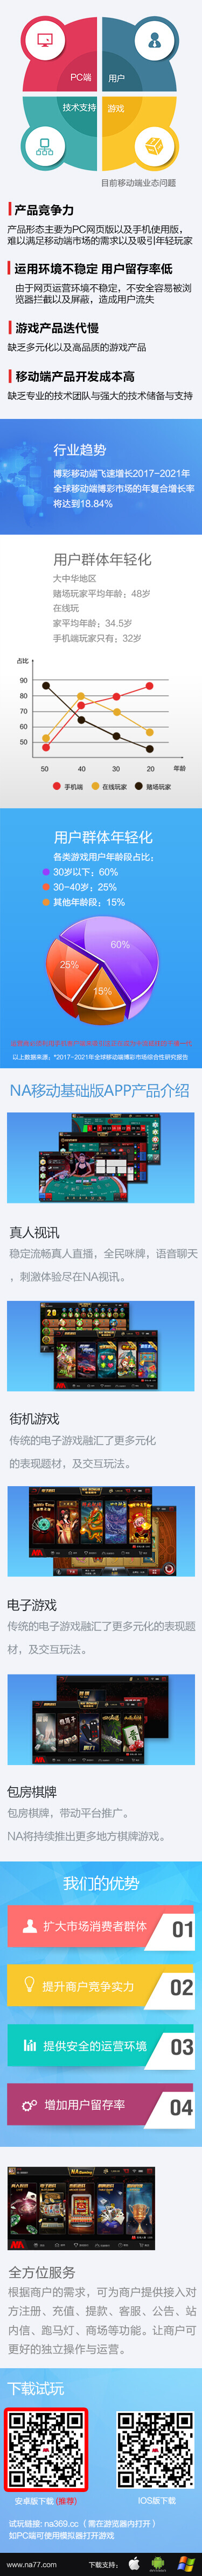 PC端
用户
技术支持
游戏
目前移动端业态问题
产品竞争力
产品形态主要为PC网页版以及手机使用版，
难以满足移动端市场的需求以及吸引年轻玩家
运用环境不稳定 用户留存率低
由于网页运营环境不稳定，不安全容易被浏
览器拦截以及屏蔽，造成用户流失
游戏产品迭代慢
缺乏多元化以及高品质的游戏产品
移动端产品开发成本高
缺乏专业的技术团队与强大的技术储备与支持
行业趋势
博彩移动端飞速增长2017-2021年
全球移动端博彩市场的年复合增长率
将达到18.84%
用户群体年轻化
大中华地区
赌场玩家平均年龄：48岁
在线玩
家平均年龄：34.5岁
手机端玩家只有：32岁
占比
90
80
70
60
50
50 40 30 20 年龄
手机端 在线玩家 赌场玩家
用户群体年轻化
各类游戏用户年龄段占比：
30岁以下：60%
30-40岁：25%
其他年龄段：15%
60%
25%
15%
以上数据来源，*2017-2021年全球移动端博彩市场综合性研究报告
NA移动基础版APP产品介绍
真人视讯
稳定流畅真人直播，全民咪牌，语音聊天
，刺激体验尽在NA视讯。
街机游戏
传统的电子游戏融汇了更多元化
的表现题材，及交互玩法。
电子游戏
传统的电子游戏融汇了更多元化的表现题
材，及交互玩法。
包房棋牌
包房棋牌，带动平台推广。
NA将持续推出更多地方棋牌游戏。
我们的优势
扩大市场消费者群体 01
提升商户竞争实力 02
提供安全的运营环境 03
增加用户留存率 04
全方位服务
根据商户的需求，可为商户提供接入对
方注册、充值、提款、客服、公告、站
内信、跑马灯、商场等功能。让商户可
更好的独立操作与运营。
下载试玩
安卓版下载(推荐)
IOS版下载
试玩链接: na369.cc （需在游览器内打开）
如PC端可使用模拟器打开游戏
www.na77.com
下载支持：